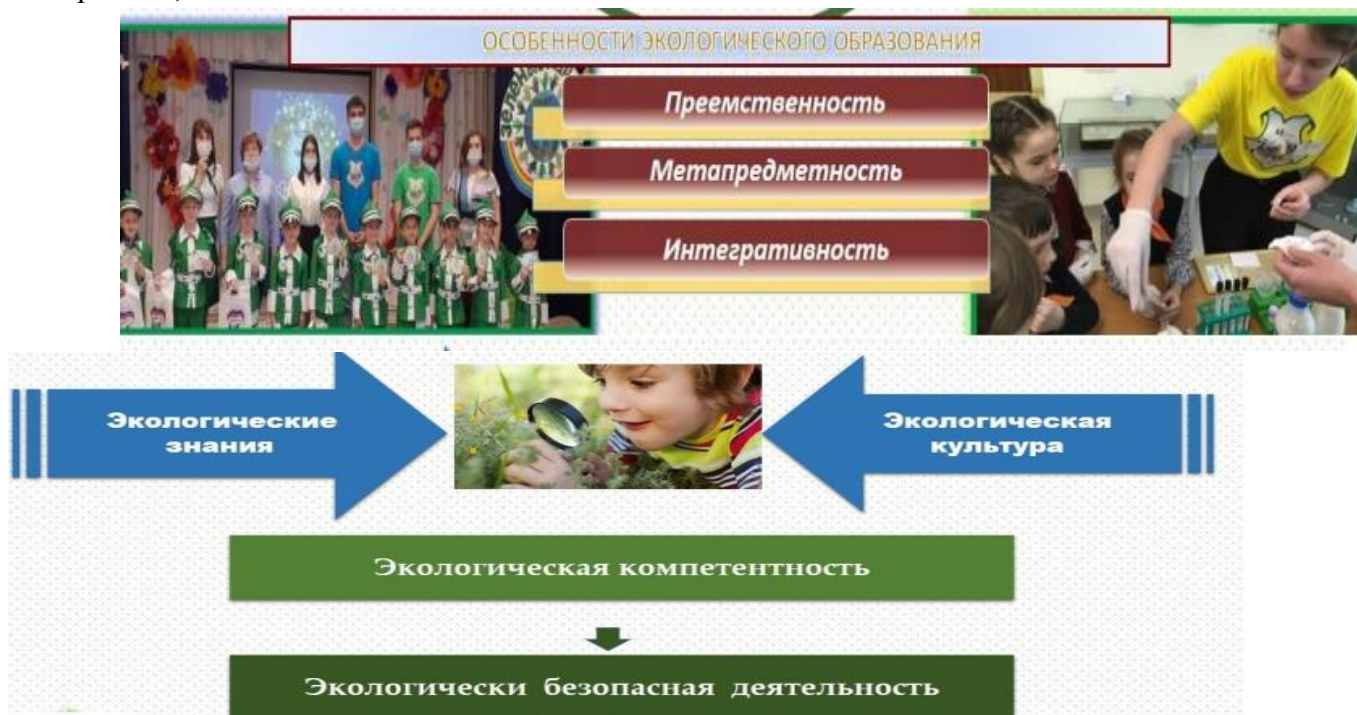 ОСОБЕННОСТИ ЭКОЛОГИЧЕСКОГО ОБРАЗОВАНИЯ
Преемственность
Метапредметность
Интегративность
Экологические
знания
Экологическая
культура
Экологическая компетентность
Экологически безопасная деятельность